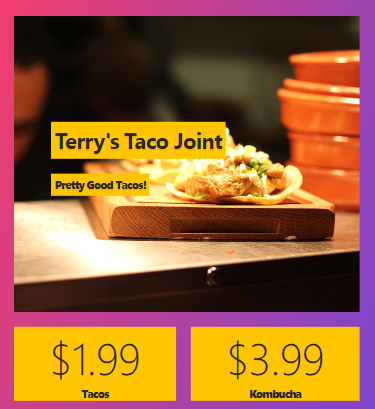 Terry's Taco Joint
Pretty Good Tacos!
$1.99
$3.99
Tacos
Kombucha